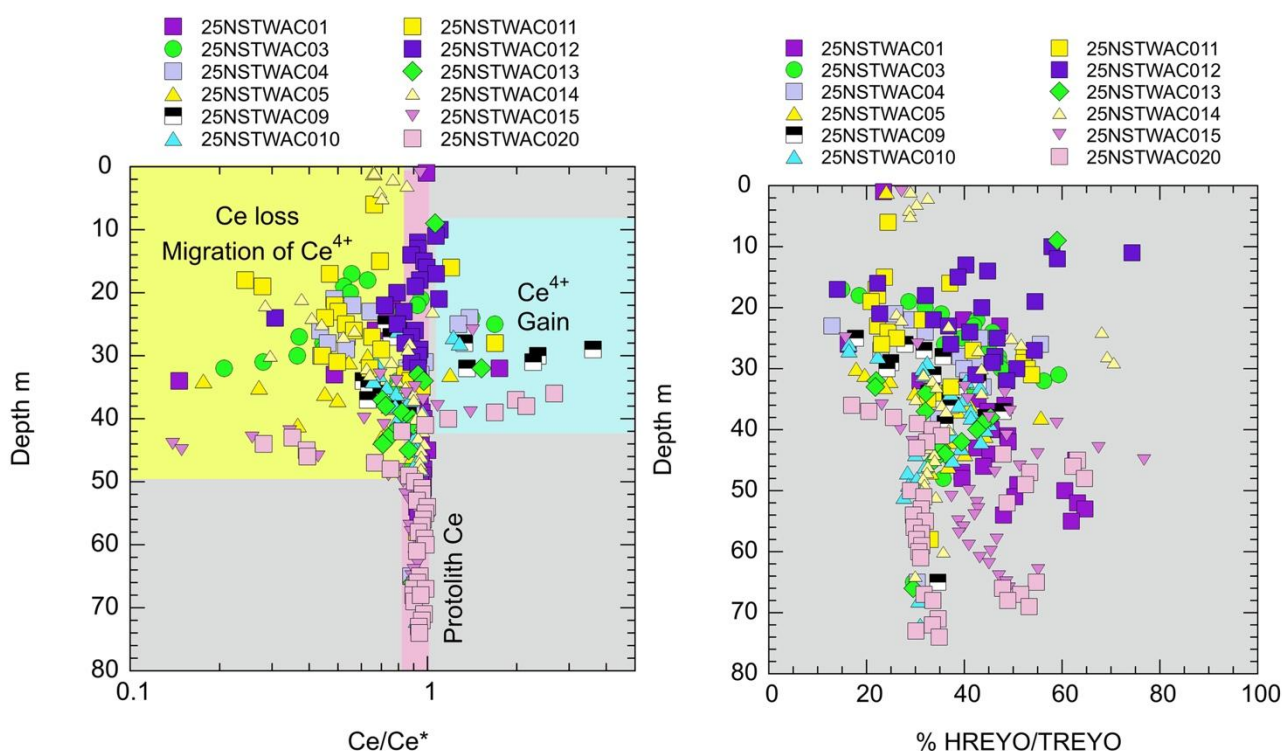 25NSTWAC01
25NSTWAC03
25NSTWAC04
25NSTWAC05
25NSTWAC09
25NSTWAC010
25NSTWAC011
25NSTWAC012
25NSTWAC013
25NSTWAC014
25NSTWAC015
25NSTWAC020
0
10
20
30
40
50
60
70
80
Depth m
Ce loss
Migration of Ce⁴⁺
Ce⁴⁺
Gain
Protolith Ce
0.1
1
Ce/Ce*
25NSTWAC01
25NSTWAC03
25NSTWAC04
25NSTWAC05
25NSTWAC09
25NSTWAC010
25NSTWAC011
25NSTWAC012
25NSTWAC013
25NSTWAC014
25NSTWAC015
25NSTWAC020
0
10
20
30
40
50
60
70
80
Depth m
0
20
40
60
80
100
% HREYO/TREYO